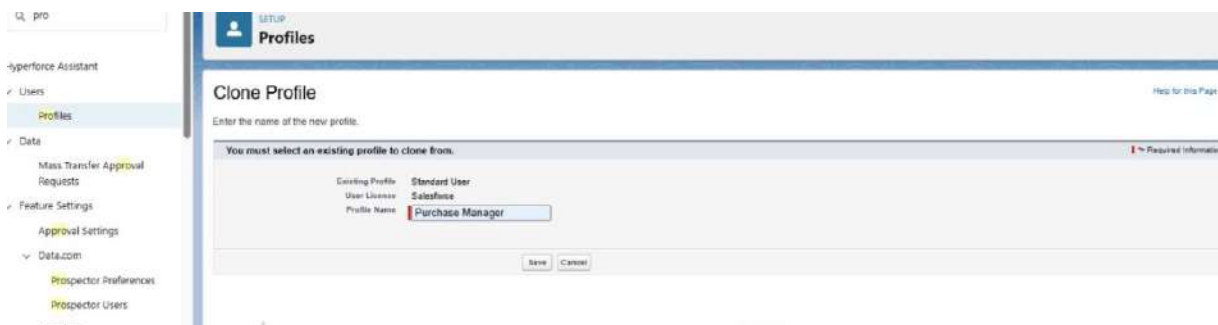 pro
SETUP
Profiles
Hyperforce Assistant
Users
Profiles
Data
Mass Transfer Approval
Requests
Feature Settings
Approval Settings
Data.com
Prospector Preferences
Prospector Users
Clone Profile
Help for this Page
Enter the name of the new profile.
You must select an existing profile to clone from.
= Required Informatio
Existing Profile Standard User
User License Salesforce
Profile Name Purchase Manager
Save Cancel